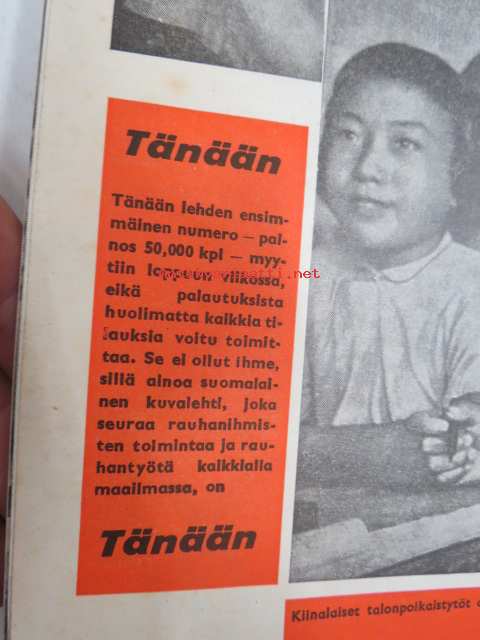 Tänään
Tänään lehden ensim-
mäinen numero — pai-
nos 50,000 kpl — myy-
tiin loppuun viikossa,
eikä palautuksista
huolimatta kaikkia ti-
lauksia voitu toimit-
taa. Se ei ollut ihme,
sillä ainoa suomalai-
nen kuvalehti, joka
seuraa rauhanihmis-
ten toimintaa ja rau-
hantyötä kaikkialla
maailmassa, on
Tänään
Kiinalaiset talonpoikaistytöt